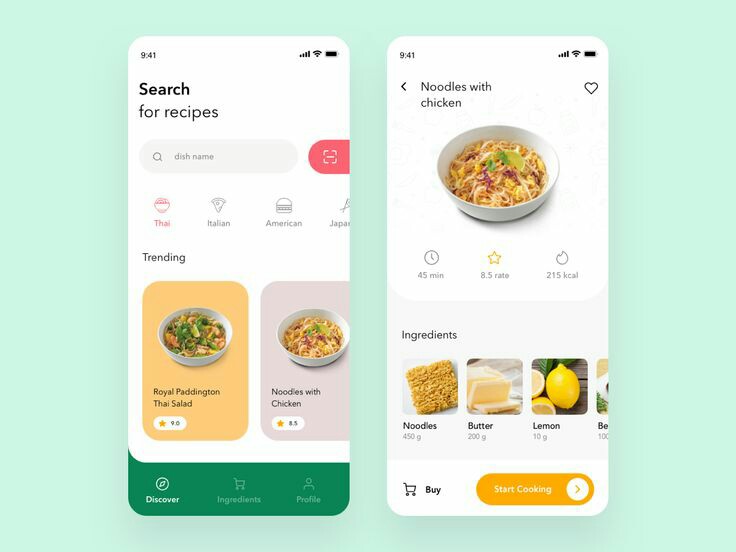 9:41
Search
for recipes
dish name
Thai
Italian
American
Japan
Trending
Royal Paddington
Thai Salad
9.0
Noodles with
Chicken
8.5
Discover
Ingredients
Profile
9:41
Noodles with
chicken
45 min
8.5 rate
215 kcal
Ingredients
Noodles
450 g
Butter
200 g
Lemon
10 g
Be
100
Buy
Start Cooking